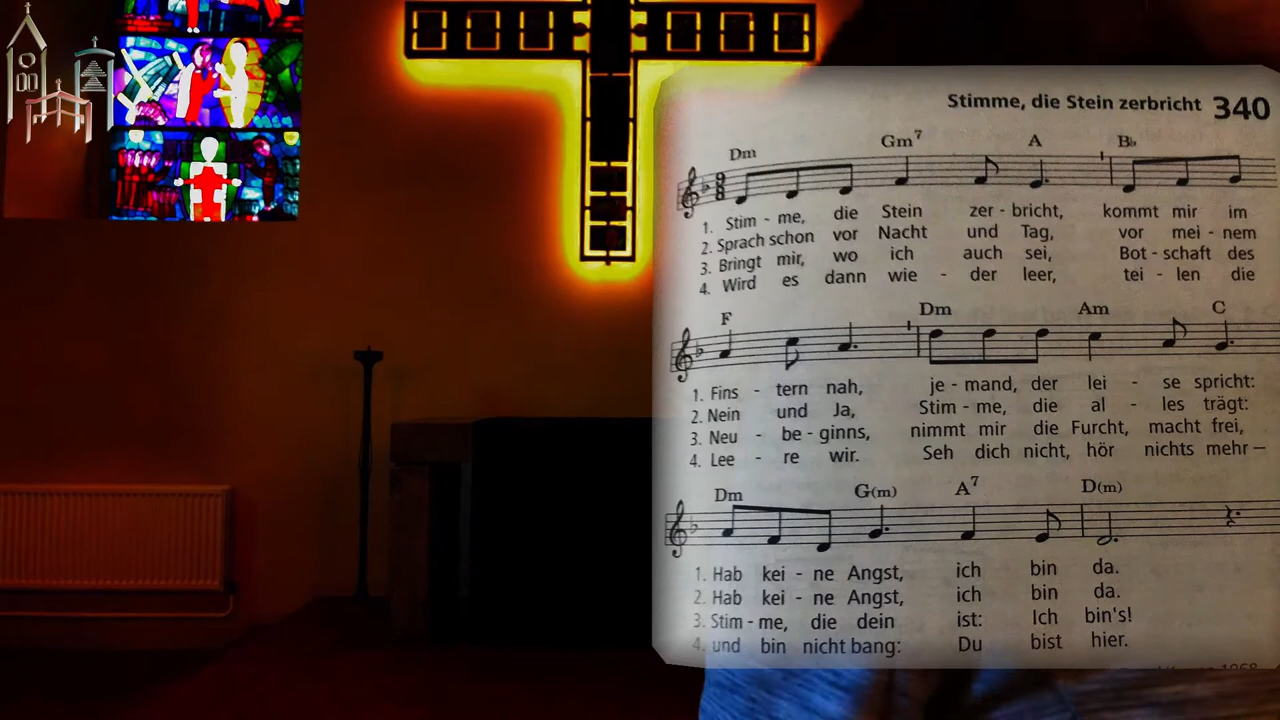 Stimme, die Stein zerbricht 340
Dm Gm7 A B♭
9 8
1. Stim - me, die Stein zer - bricht, kommt mir im
2. Sprach schon vor Nacht und Tag, vor mei - nem
3. Bringt mir, wo ich auch sei, Bot - schaft des
4. Wird es dann wie - der leer, tei - len die
F Dm Am C
1. Fins - tern nah, je - mand, der lei - se spricht:
2. Nein und Ja, Stim - me, die al - les trägt:
3. Neu - be - ginns, nimmt mir die Furcht, macht frei,
4. Lee - re wir. Seh dich nicht, hör nichts mehr –
Dm G(m) A7 D(m)
1. Hab kei - ne Angst, ich bin da.
2. Hab kei - ne Angst, ich bin da.
3. Stim - me, die dein ist: Ich bin's!
4. und bin nicht bang: Du bist hier.